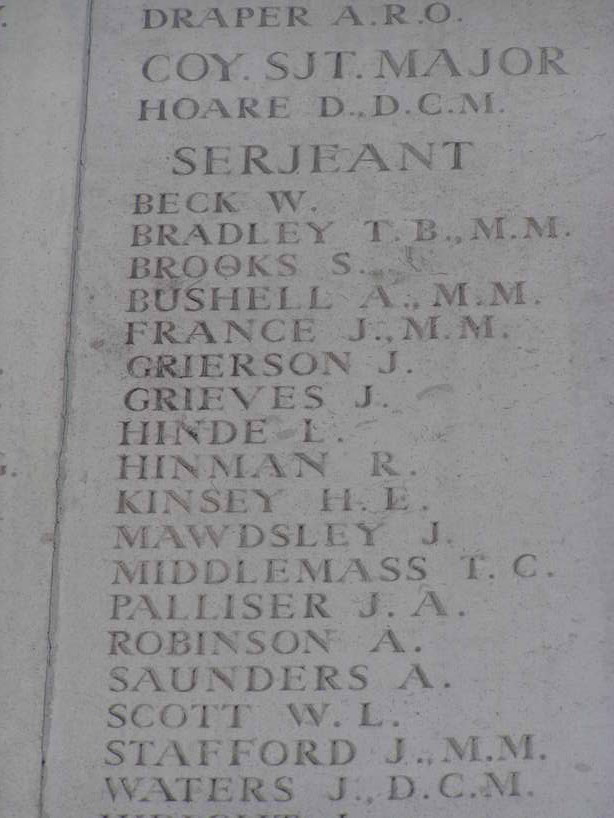 DRAPER A.R.O.
COY. SJT. MAJOR
HOARE D., D.C.M.
SERJEANT
BECK W.
BRADLEY T. B., M.M.
BROOKS S.
BUSHELL A., M.M.
FRANCE J., M.M.
GRIERSON J.
GRIEVES J.
HINDE L.
HINMAN R.
KINSEY H. E.
MAWDSLEY J.
MIDDLEMASS T. C.
PALLISER J. A.
ROBINSON A.
SAUNDERS A.
SCOTT W. L.
STAFFORD J., M.M.
WATERS J., D.C.M.